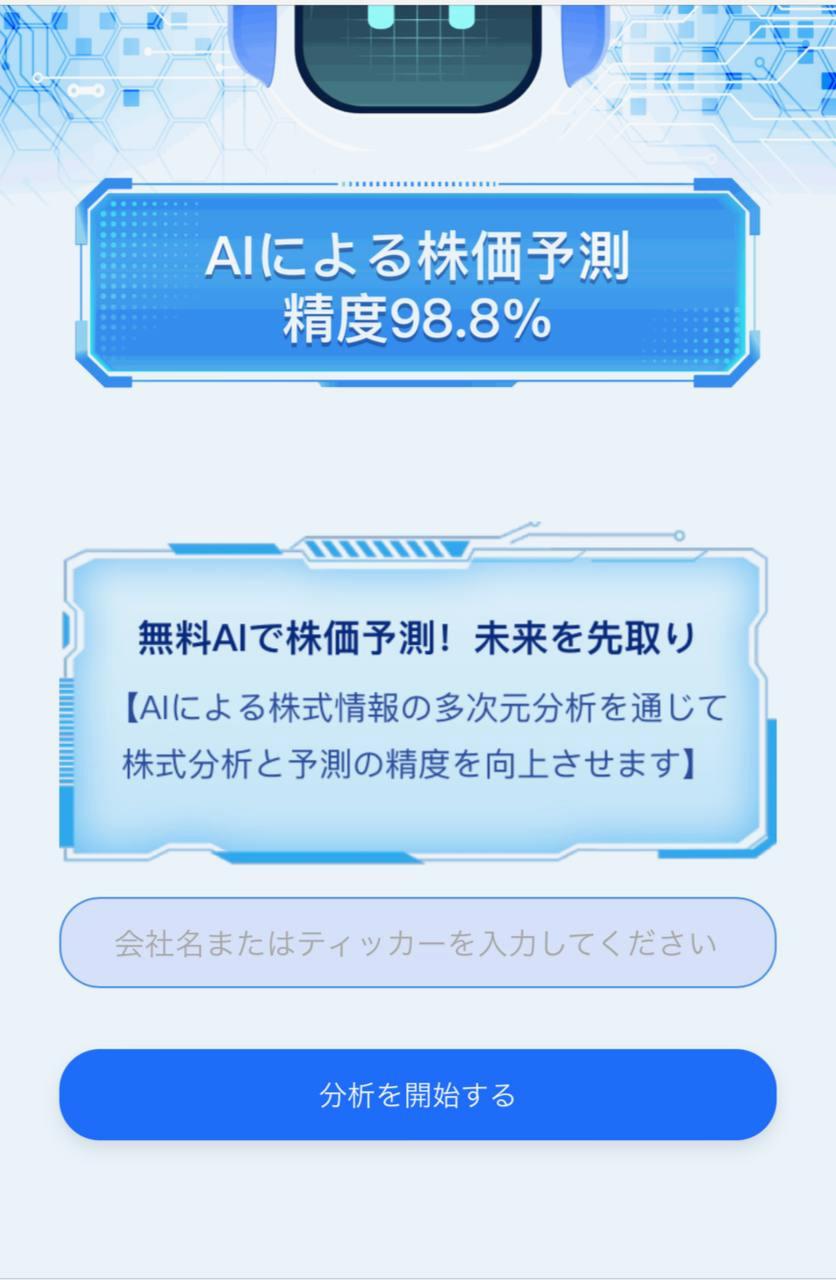 AIによる株価予測
精度98.8%
無料AIで株価予測！未来を先取り
【AIによる株式情報の多次元分析を通じて
株式分析と予測の精度を向上させます】
会社名またはティッカーを入力してください
分析を開始する